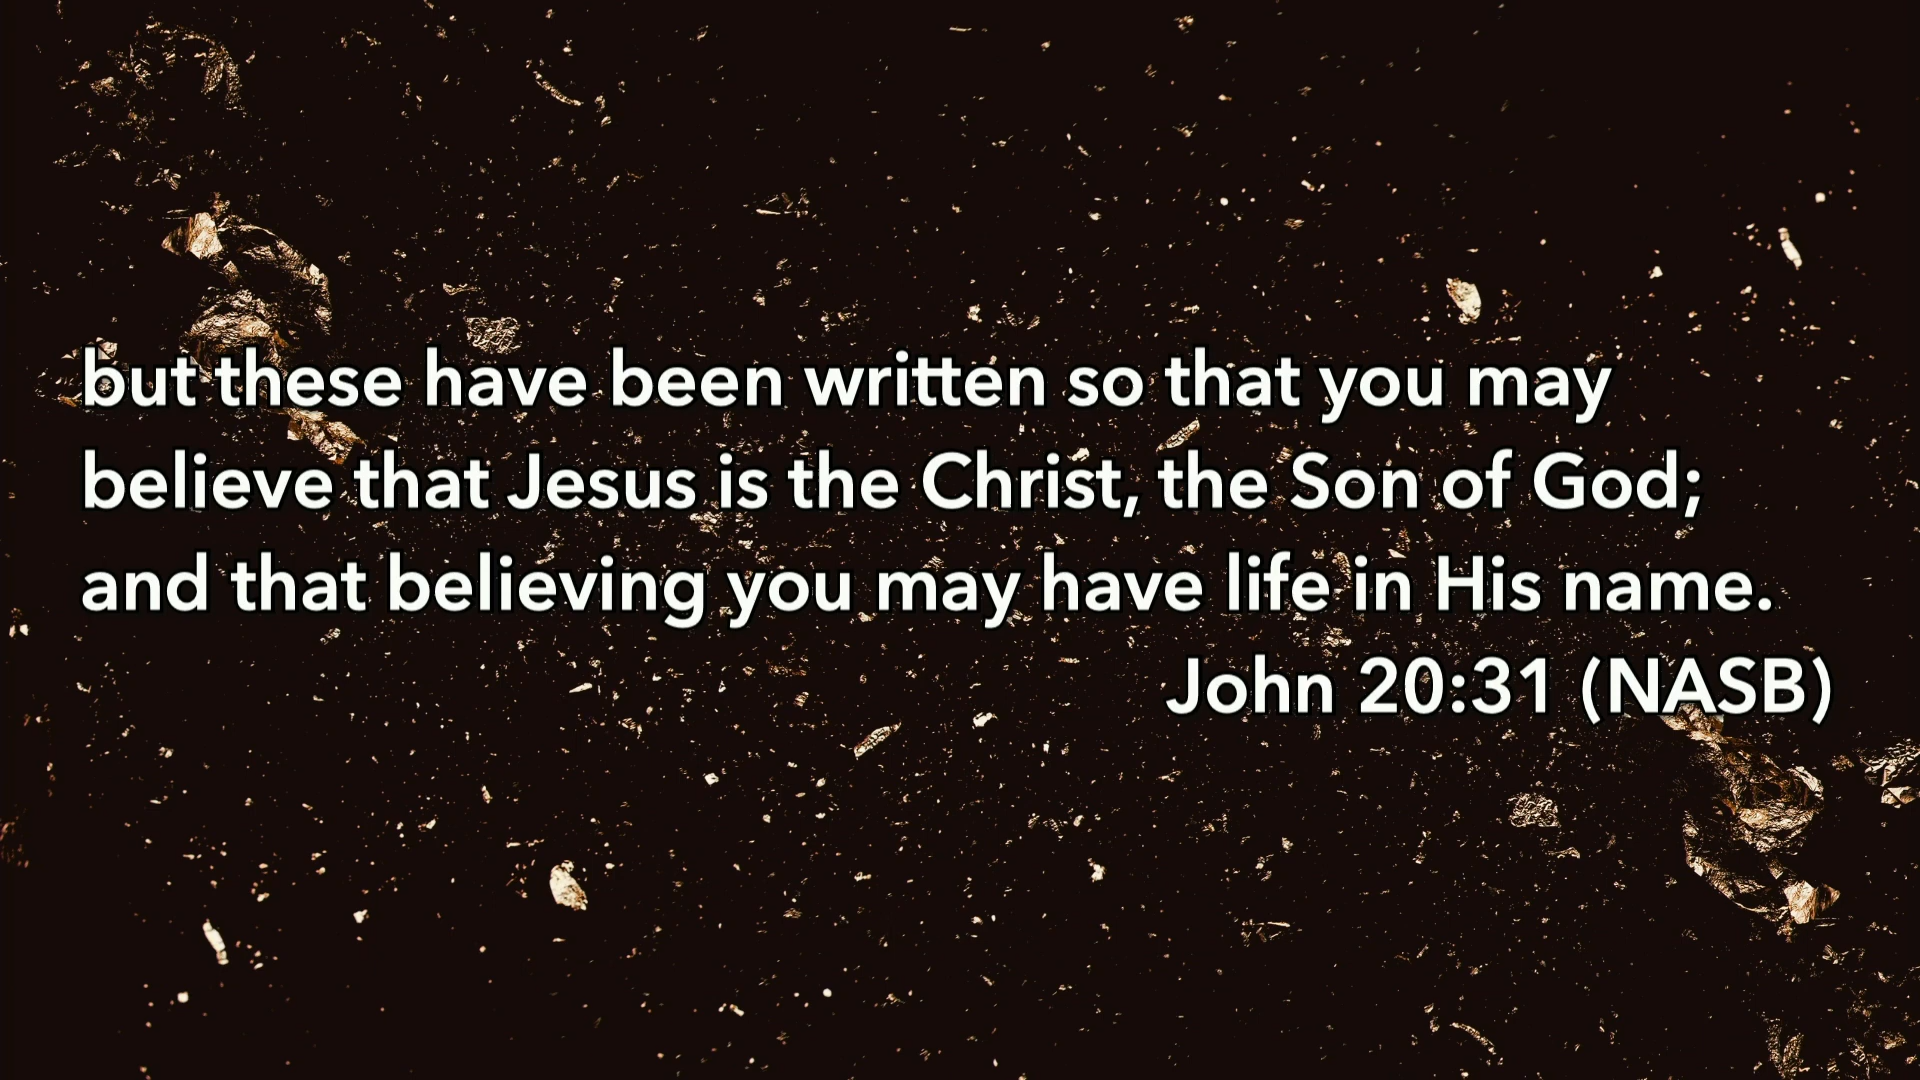 but these have been written so that you may
believe that Jesus is the Christ, the Son of God;
and that believing you may have life in His name.
John 20:31 (NASB)